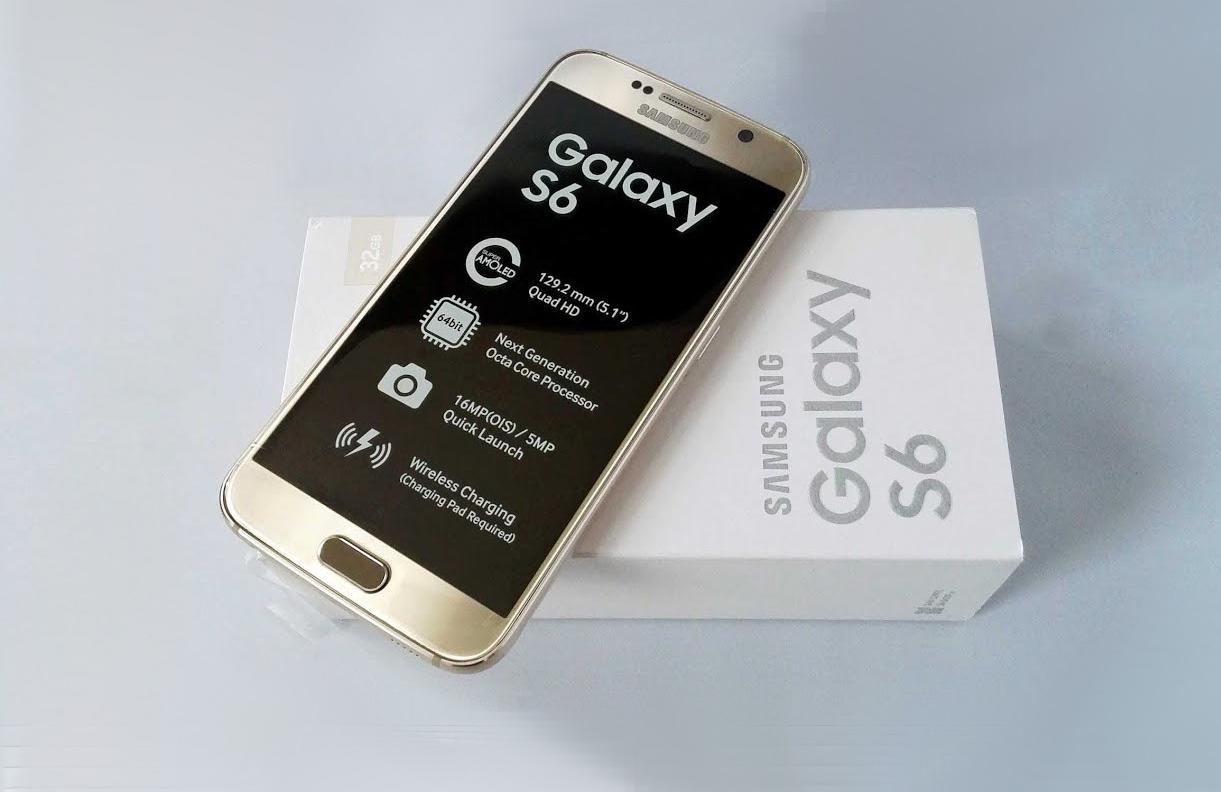 SAMSUNG
Galaxy
S6
SUPER
AMOLED
129.2 mm (5.1")
Quad HD
64bit
Next Generation
Octa Core Processor
16MP(OIS) / 5MP
Quick Launch
Wireless Charging
(Charging Pad Required)
32GB
SAMSUNG
Galaxy
S6